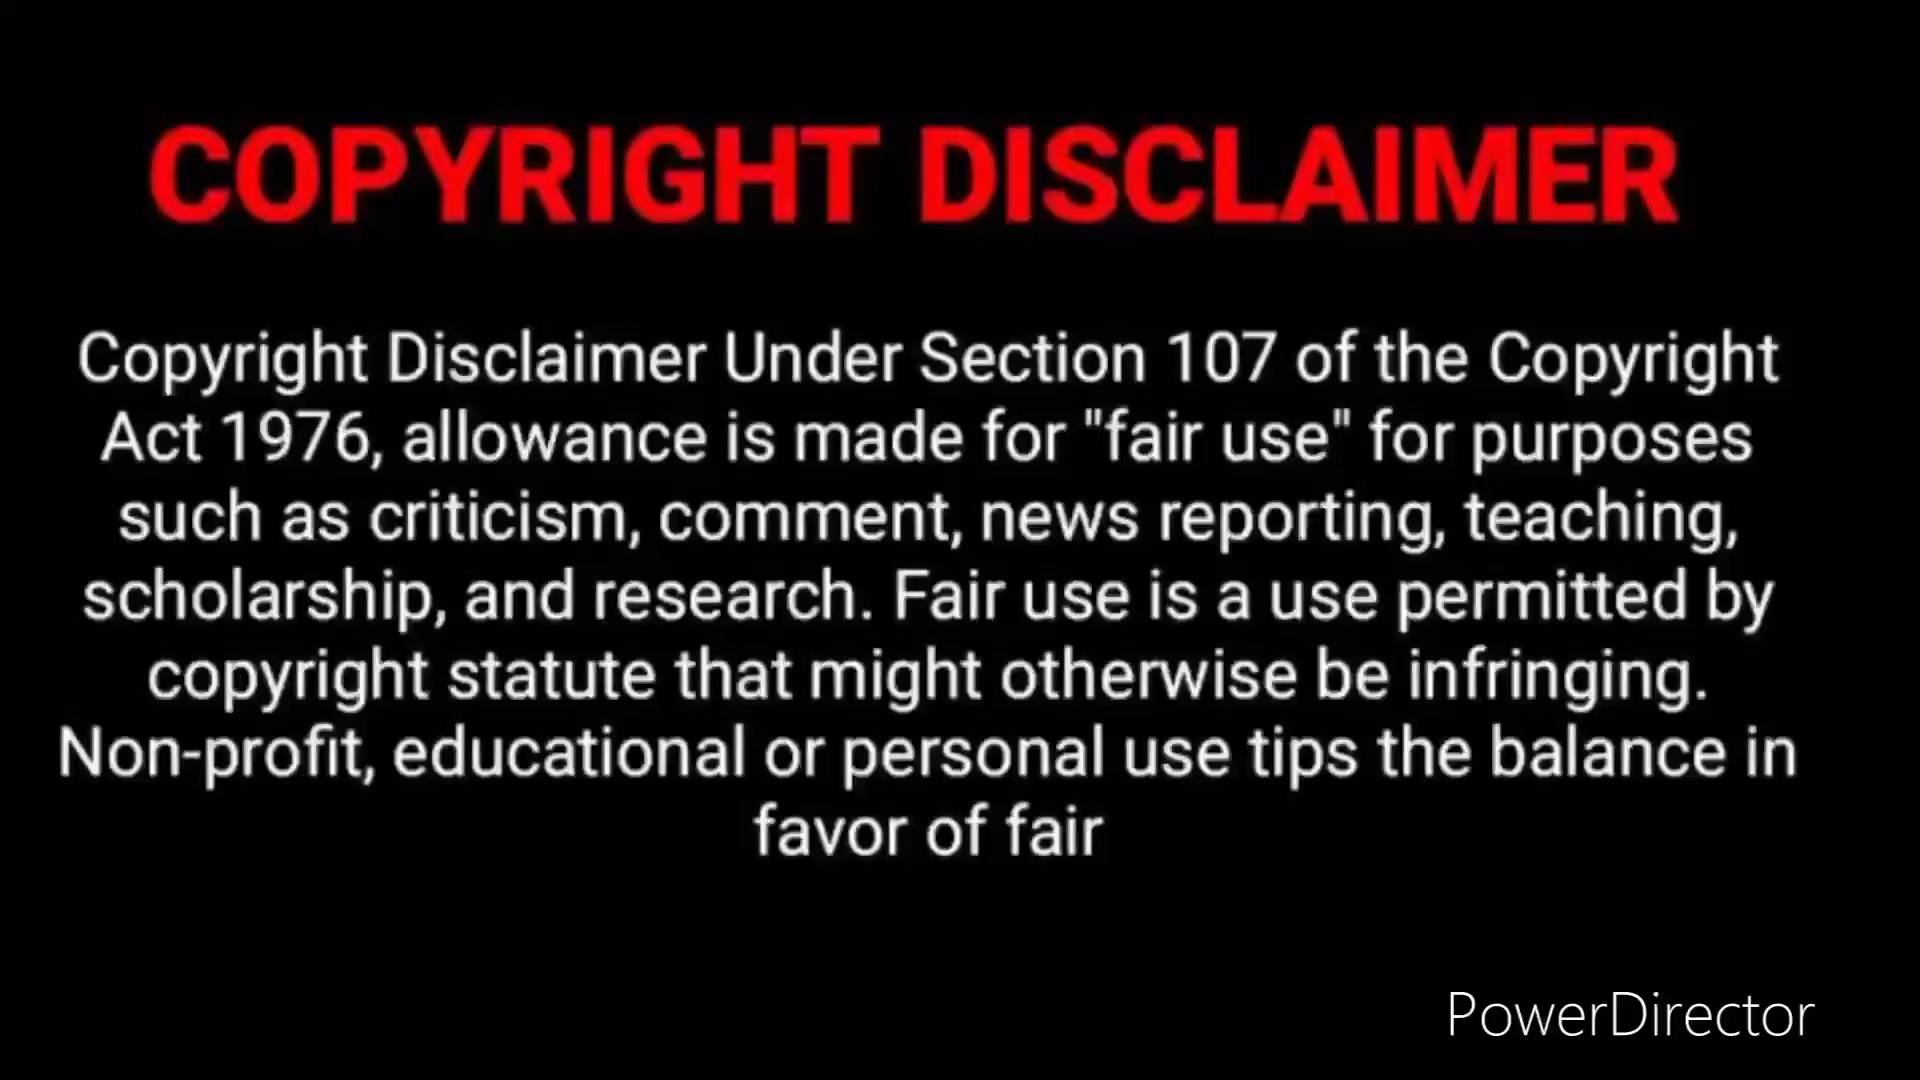 COPYRIGHT DISCLAIMER
Copyright Disclaimer Under Section 107 of the Copyright
Act 1976, allowance is made for "fair use" for purposes
such as criticism, comment, news reporting, teaching,
scholarship, and research. Fair use is a use permitted by
copyright statute that might otherwise be infringing.
Non-profit, educational or personal use tips the balance in
favor of fair
PowerDirector